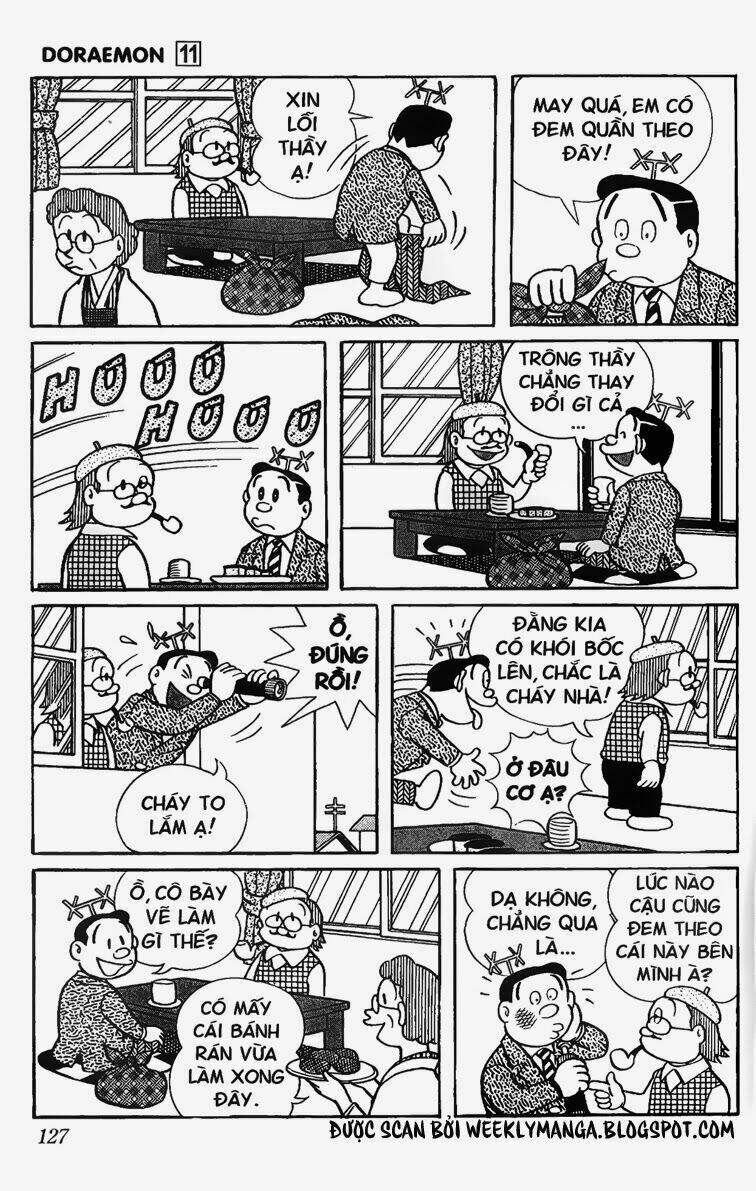 DORAEMON 11
XIN
LỖI
THẦY
Ạ!
MAY QUÁ, EM CÓ
ĐEM QUẦN THEO
ĐÂY!
HÚÚÚ
HÚÚÚ
TRÔNG THẦY
CHẲNG THAY
ĐỔI GÌ CẢ
...
Ồ,
ĐÚNG
RỒI!
CHÁY TO
LẮM Ạ!
ĐẰNG KIA
CÓ KHÓI BỐC
LÊN, CHẮC LÀ
CHÁY NHÀ!
Ở ĐÂU
CƠ Ạ?
Ồ, CÔ BÀY
VẼ LÀM
GÌ THẾ?
CÓ MẤY
CÁI BÁNH
RÁN VỪA
LÀM XONG
ĐÂY.
DẠ KHÔNG,
CHẲNG QUA
LÀ...
LÚC NÀO
CẬU CŨNG
ĐEM THEO
CÁI NÀY BÊN
MÌNH À?
127
ĐƯỢC SCAN BỞI WEEKLYMANGA.BLOGSPOT.COM